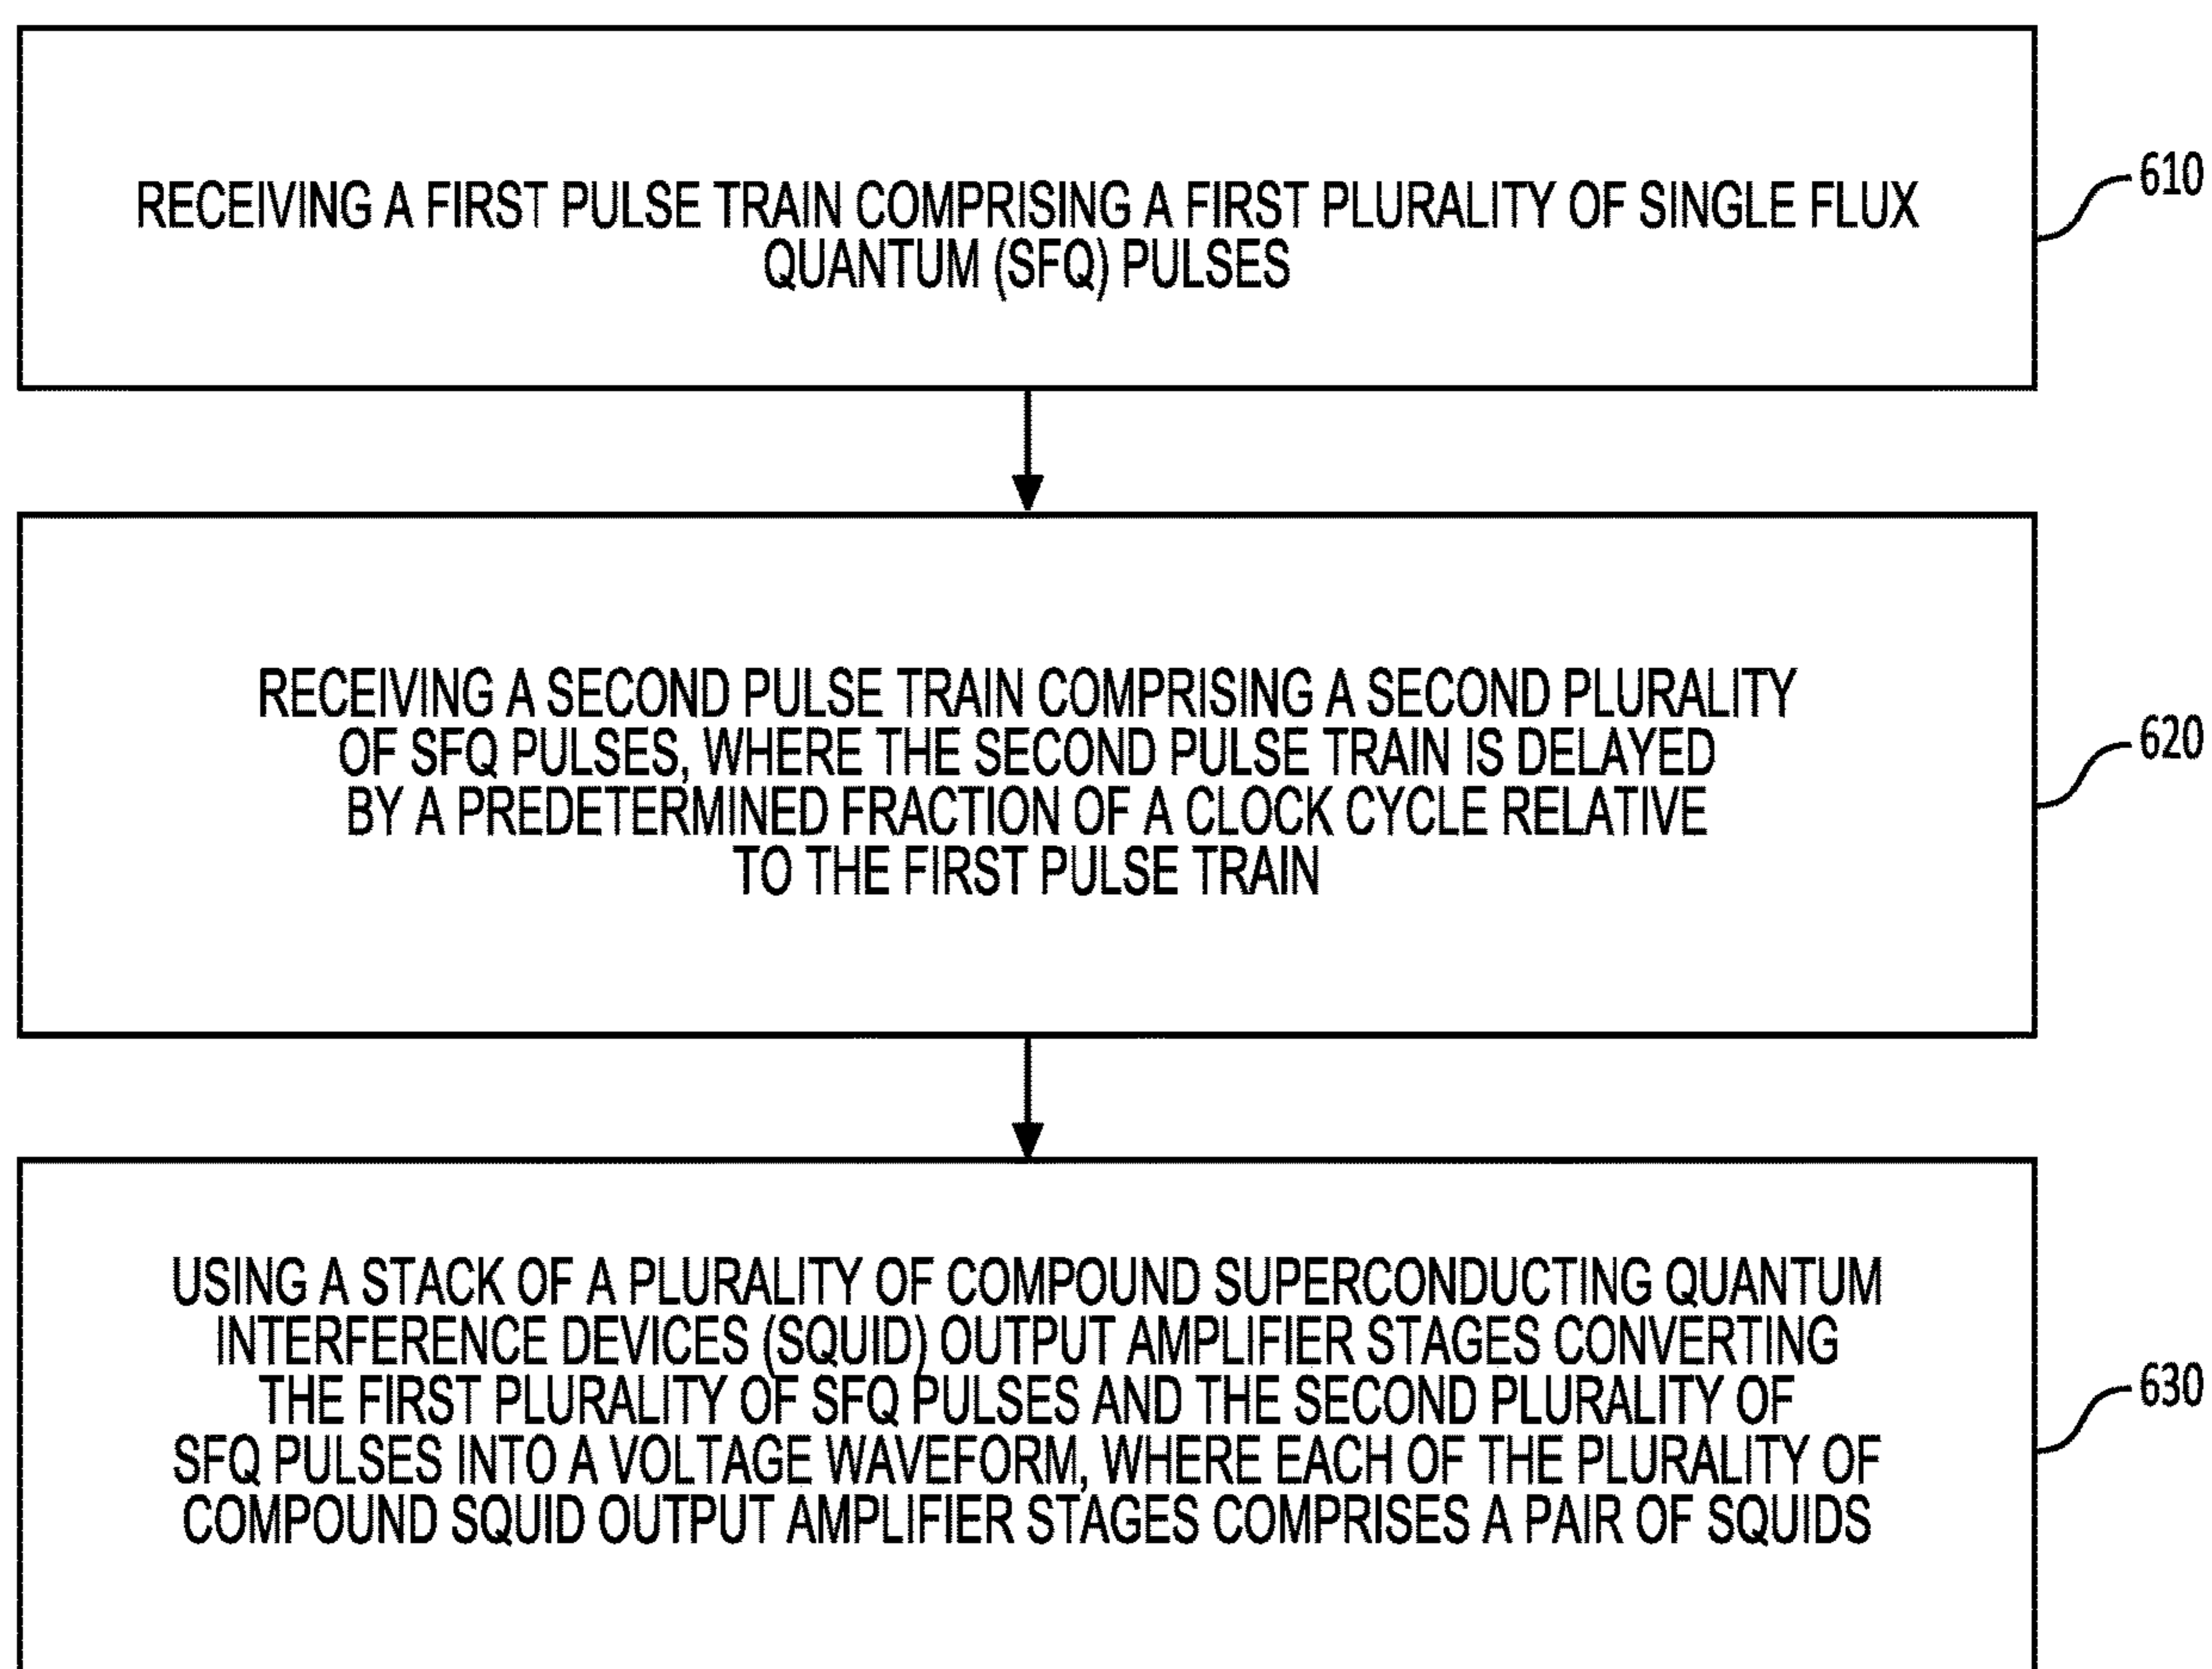 RECEIVING A FIRST PULSE TRAIN COMPRISING A FIRST PLURALITY OF SINGLE FLUX
QUANTUM (SFQ) PULSES
610
RECEIVING A SECOND PULSE TRAIN COMPRISING A SECOND PLURALITY
OF SFQ PULSES, WHERE THE SECOND PULSE TRAIN IS DELAYED
BY A PREDETERMINED FRACTION OF A CLOCK CYCLE RELATIVE
TO THE FIRST PULSE TRAIN
620
USING A STACK OF A PLURALITY OF COMPOUND SUPERCONDUCTING QUANTUM
INTERFERENCE DEVICES (SQUID) OUTPUT AMPLIFIER STAGES CONVERTING
THE FIRST PLURALITY OF SFQ PULSES AND THE SECOND PLURALITY OF
SFQ PULSES INTO A VOLTAGE WAVEFORM, WHERE EACH OF THE PLURALITY OF
COMPOUND SQUID OUTPUT AMPLIFIER STAGES COMPRISES A PAIR OF SQUIDS
630